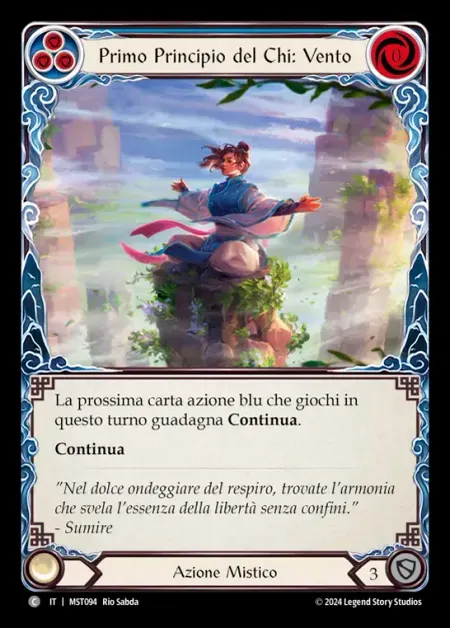 Primo Principio del Chi: Vento
0
La prossima carta azione blu che giochi in
questo turno guadagna Continua.
Continua
"Nel dolce ondeggiare del respiro, trovate l'armonia
che svela l'essenza della libertà senza confini."
- Sumire
Azione Mistico
3
C IT | MST094 Rio Sabda
© 2024 Legend Story Studios